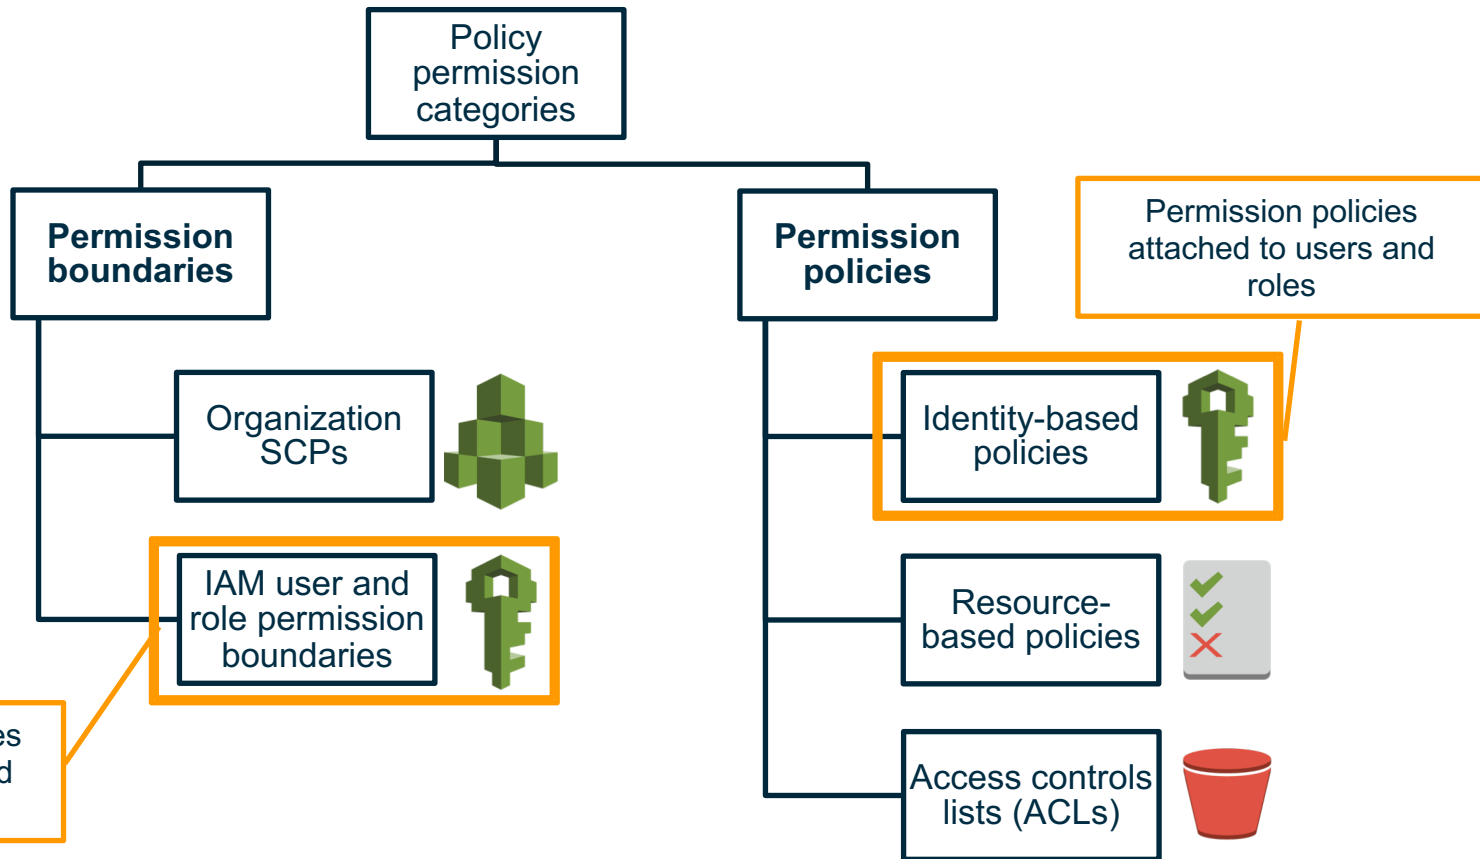 Policy
permission
categories
Permission
boundaries
Permission
policies
Permission policies
attached to users and
roles
Organization
SCPs
Identity-based
policies
IAM user and
role permission
boundaries
Resource-
based policies
Access controls
lists (ACLs)